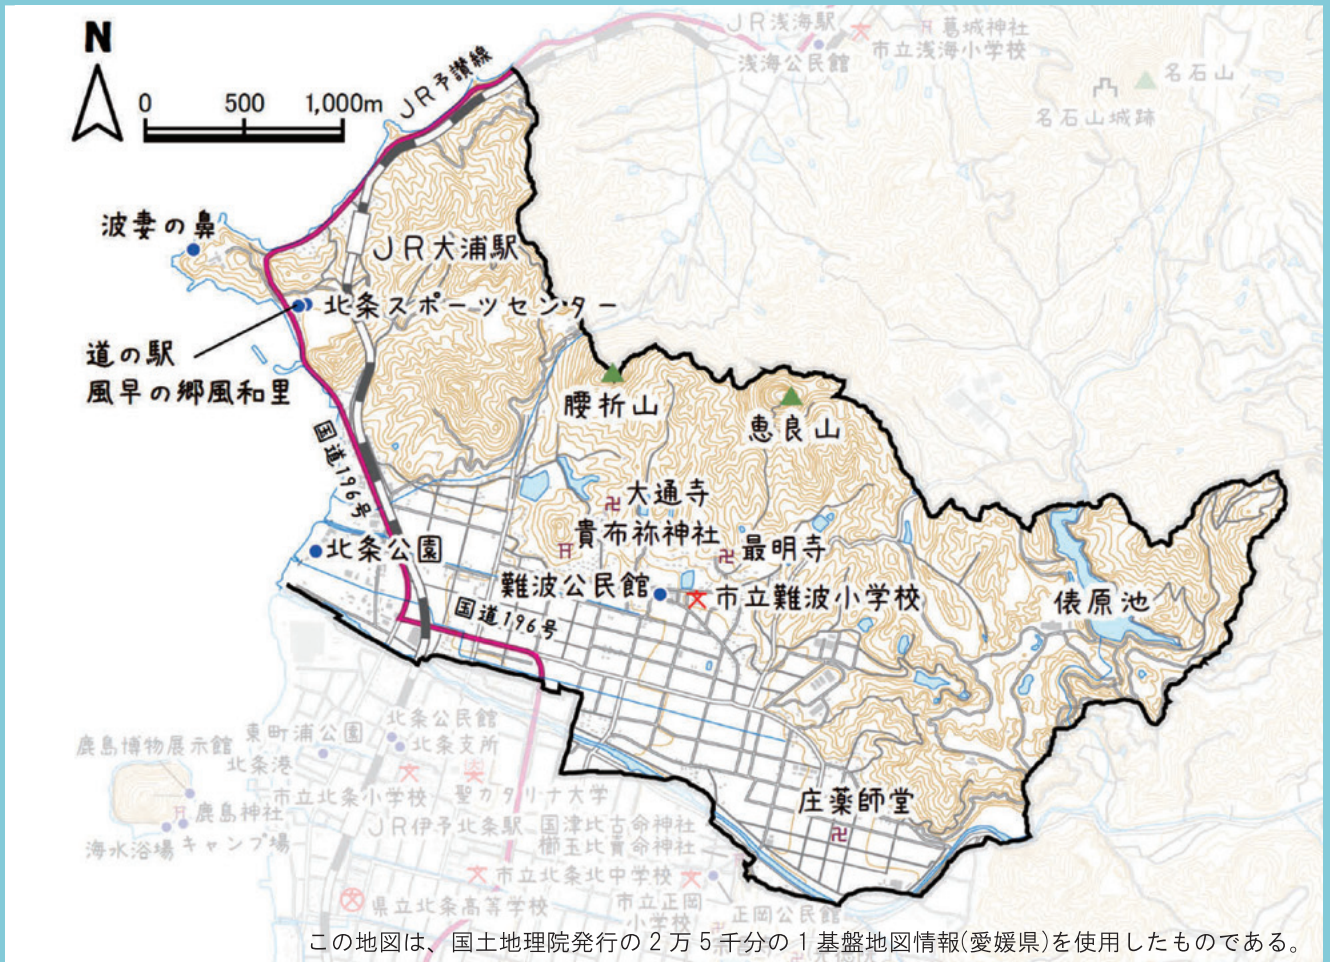 N
0 500 1,000m
JR予讃線
JR浅海駅
葛城神社
市立浅海小学校
浅海公民館
名石山
名石山城跡
波妻の鼻
JR大浦駅
北条スポーツセンター
道の駅
風早の郷風和里
腰折山
恵良山
国道196号
大通寺
貴布祢神社
最明寺
北条公園
難波公民館
市立難波小学校
俵原池
国道196号
北条公民館
東町浦公園
鹿島博物展示館
北条支所
北条港
市立北条小学校
聖カタリナ大学
庄薬師堂
鹿島神社
JR伊予北条駅
国津比古命神社
櫛玉比賣命神社
海水浴場
キャンプ場
市立北条北中学校
県立北条高等学校
市立正岡
小学校
正岡公民館
この地図は、国土地理院発行の2万5千分の1基盤地図情報(愛媛県)を使用したものである。